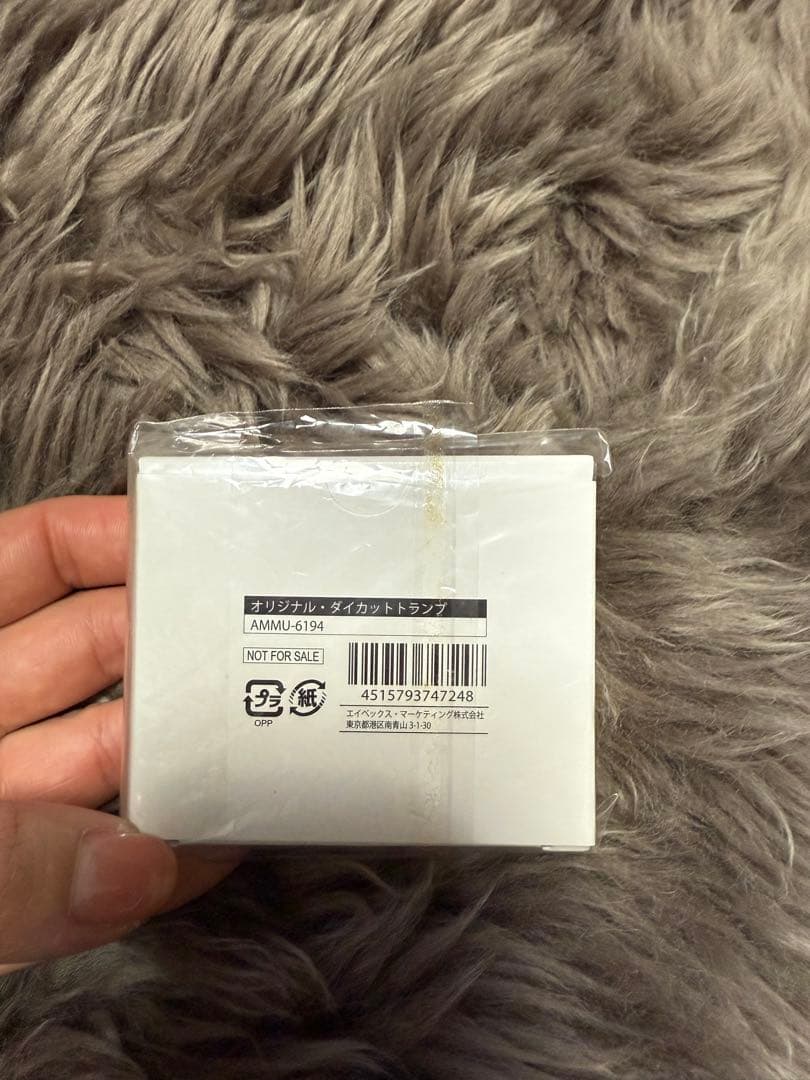 オリジナル・ダイカットトランプ
AMMU-6194
NOT FOR SALE
4515793747248
プラ
紙
OPP
エイベックス・マーケティング株式会社
東京都港区南青山 3-1-30